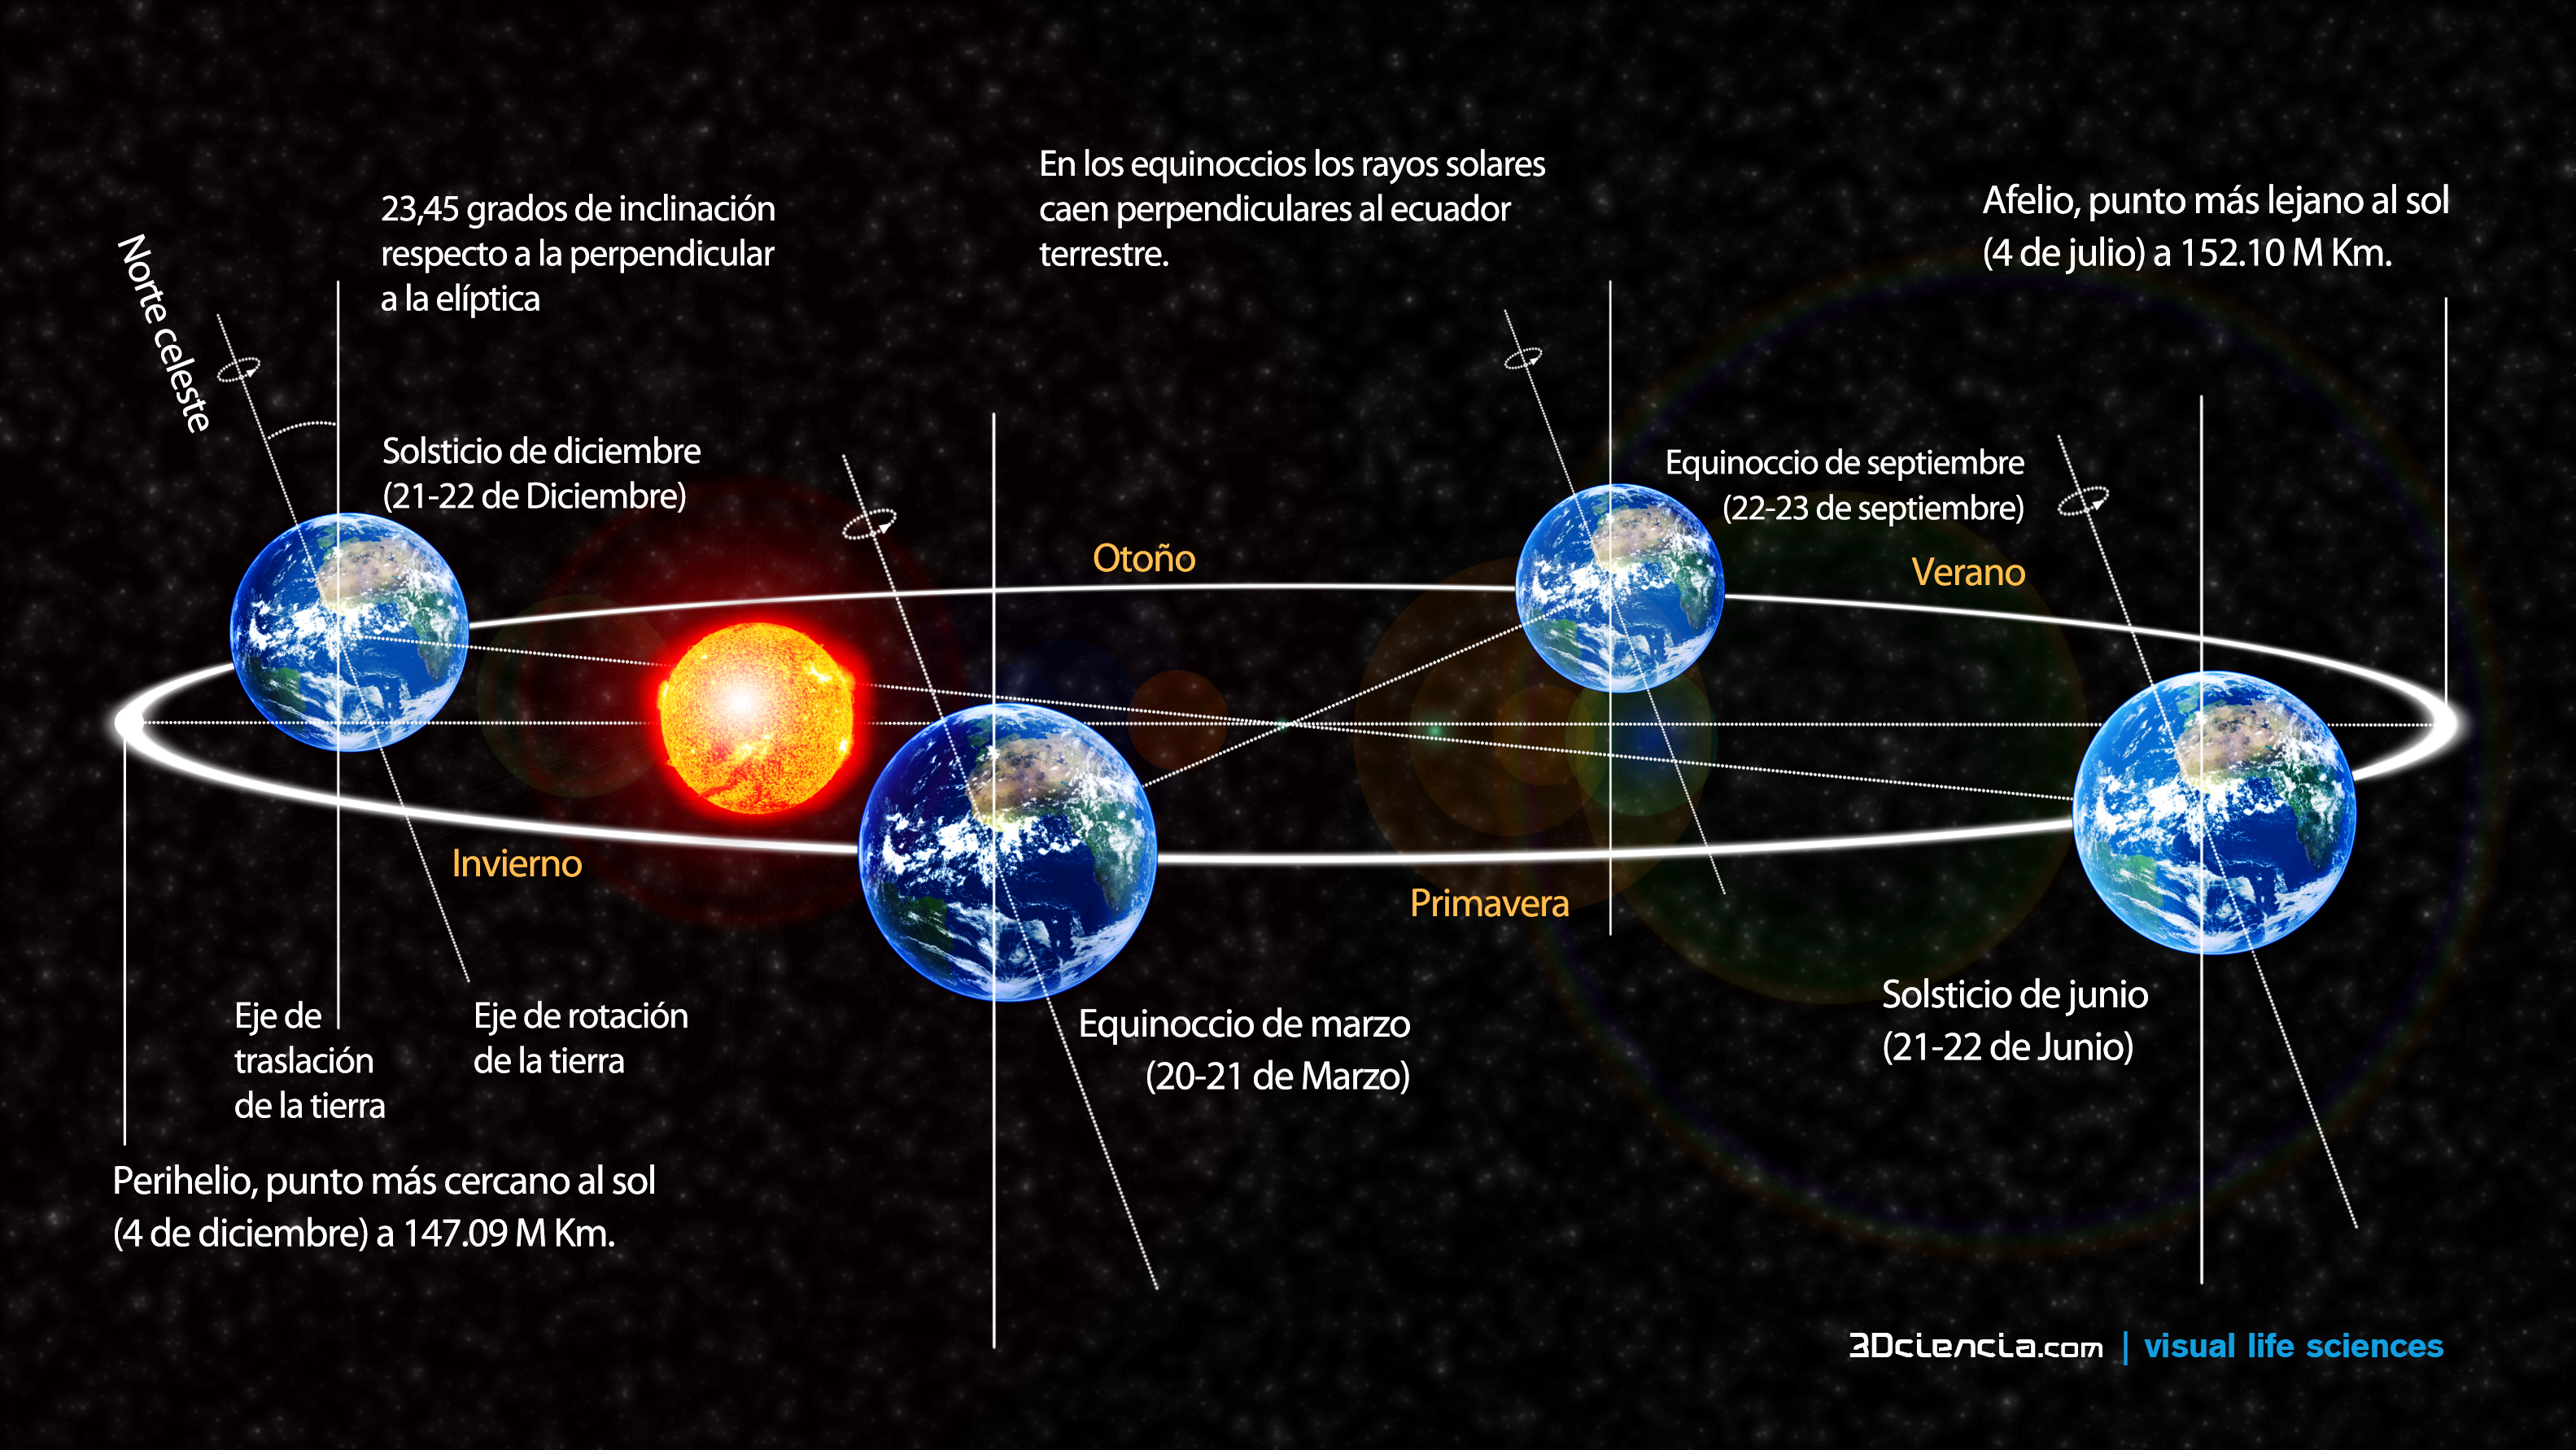 Norte celeste
23,45 grados de inclinación
respecto a la perpendicular
a la elíptica
En los equinoccios los rayos solares
caen perpendiculares al ecuador
terrestre.
Afelio, punto más lejano al sol
(4 de julio) a 152.10 M Km.
Solsticio de diciembre
(21-22 de Diciembre)
Equinoccio de septiembre
(22-23 de septiembre)
Otoño
Verano
Invierno
Primavera
Eje de
traslación
de la tierra
Eje de rotación
de la tierra
Equinoccio de marzo
(20-21 de Marzo)
Solsticio de junio
(21-22 de Junio)
Perihelio, punto más cercano al sol
(4 de diciembre) a 147.09 M Km.
3Dciencia.com | visual life sciences